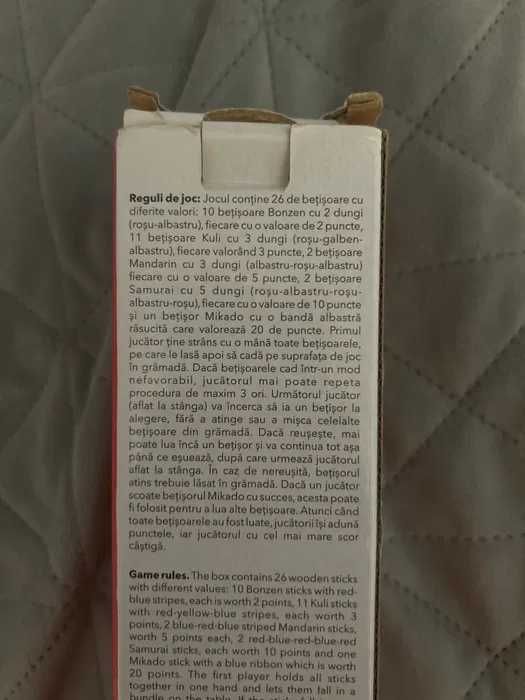 Reguli de joc: Jocul conține 26 de bețișoare cu
diferite valori: 10 bețișoare Bonzen cu 2 dungi
(roșu-albastru), fiecare cu o valoare de 2 puncte,
11 bețișoare Kuli cu 3 dungi (roșu-galben-
albastru), fiecare valorând 3 puncte, 2 bețișoare
Mandarin cu 3 dungi (albastru-roșu-albastru)
fiecare cu o valoare de 5 puncte, 2 bețișoare
Samurai cu 5 dungi (roșu-albastru-roșu-
albastru-roșu), fiecare cu o valoare de 10 puncte
și un bețișor Mikado cu o bandă albastră
răsucită care valorează 20 de puncte. Primul
jucător ține strâns cu o mână toate bețișoarele,
pe care le lasă apoi să cadă pe suprafața de joc
în grămadă. Dacă bețișoarele cad într-un mod
nefavorabil, jucătorul mai poate repeta
procedura de maxim 3 ori. Următorul jucător
(aflat la stânga) va încerca să ia un bețișor la
alegere, fără a atinge sau a mișca celelalte
bețișoare din grămadă. Dacă reușește, mai
poate lua încă un bețișor și va continua tot așa
până ce eșuează, după care urmează jucătorul
aflat la stânga. În caz de nereușită, bețișorul
atins trebuie lăsat în grămadă. Dacă un jucător
scoate bețișorul Mikado cu succes, acesta poate
fi folosit pentru a lua alte bețișoare. Atunci când
toate bețișoarele au fost luate, jucătorii își adună
punctele, iar jucătorul cu cel mai mare scor
câștigă.
Game rules. The box contains 26 wooden sticks
with different values: 10 Bonzen sticks with red-
blue stripes, each is worth 2 points, 11 Kuli sticks
with red-yellow-blue stripes, each worth 3
points, 2 blue-red-blue striped Mandarin sticks,
worth 5 points each, 2 red-blue-red-blue-red
Samurai sticks, each worth 10 points and one
Mikado stick with a blue ribbon which is worth
20 points. The first player holds all sticks
together in one hand and lets them fall in a
bundle on the table. If the sticks fall